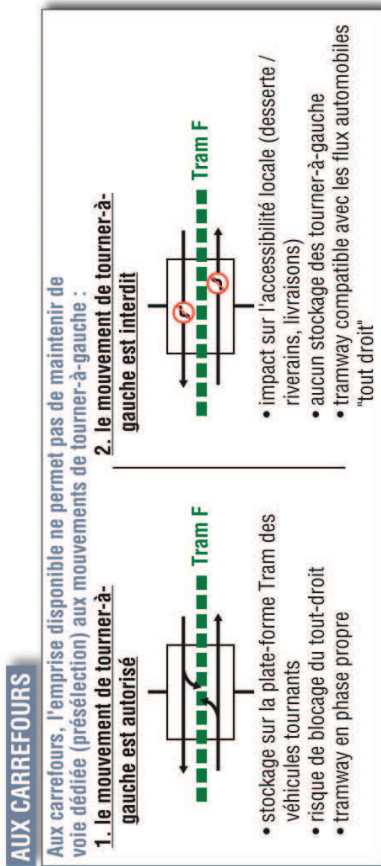 AUX CARREFOURS
Aux carrefours, l'emprise disponible ne permet pas de maintenir de
voie dédiée (présélection) aux mouvements de tourner-à-gauche :
1. le mouvement de tourner-à-
gauche est autorisé
Tram F
• stockage sur la plate-forme Tram des
véhicules tournants
• risque de blocage du tout-droit
• tramway en phase propre
2. le mouvement de tourner-à-
gauche est interdit
Tram F
• impact sur l'accessibilité locale (desserte /
riverains, livraisons)
• aucun stockage des tourner-à-gauche
• tramway compatible avec les flux automobiles
"tout droit"